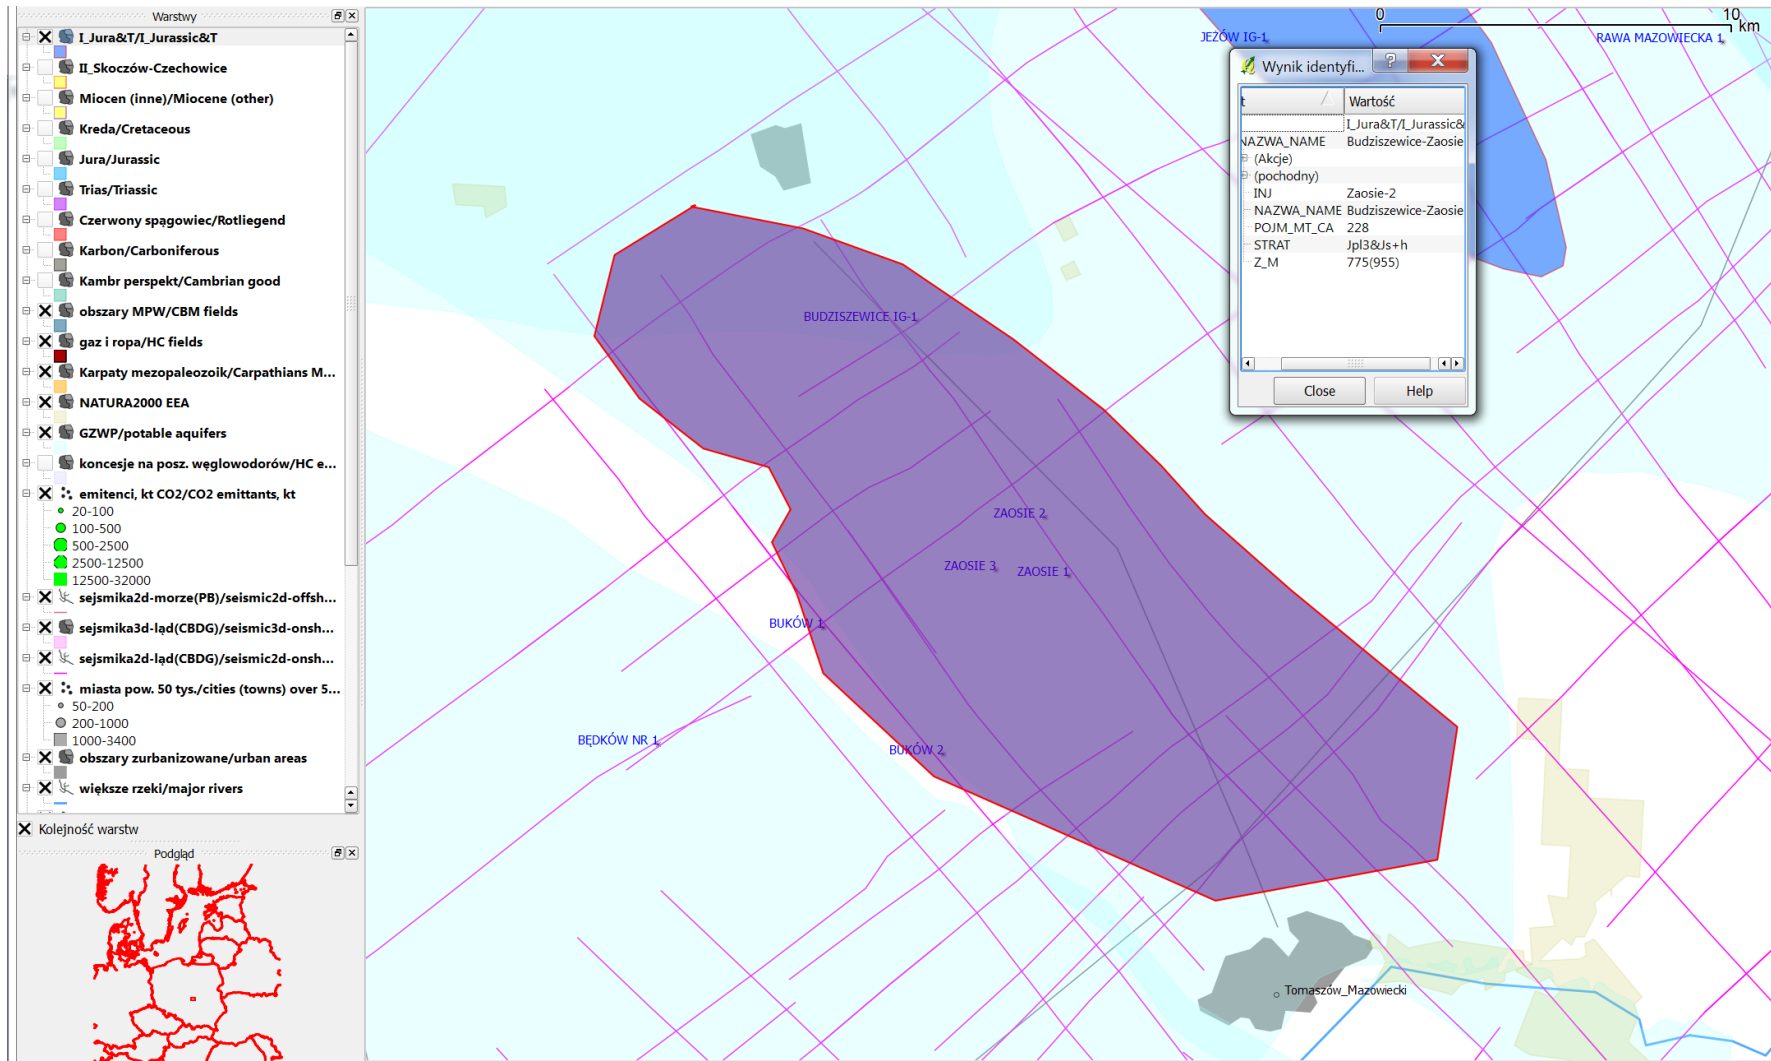 Warstwy
I_Jura&T/I_Jurassic&T
II_Skoczów-Czechowice
Miocen (inne)/Miocene (other)
Kreda/Cretaceous
Jura/Jurassic
Trias/Triassic
Czerwony spągowiec/Rotliegend
Karbon/Carboniferous
Kambr perspekt/Cambrian good
obszary MPW/CBM fields
gaz i ropa/HC fields
Karpaty mezopaleozoik/Carpathians M...
NATURA2000 EEA
GZWP/potable aquifers
koncesje na posz. węglowodorów/HC e...
emitenci, kt CO2/CO2 emittants, kt
20-100
100-500
500-2500
2500-12500
12500-32000
sejsmika2d-morze(PB)/seismic2d-offsh...
sejsmika3d-ląd(CBDG)/seismic3d-onsh...
sejsmika2d-ląd(CBDG)/seismic2d-onsh...
miasta pow. 50 tys./cities (towns) over 5...
50-200
200-1000
1000-3400
obszary zurbanizowane/urban areas
większe rzeki/major rivers
Kolejność warstw
Podgląd
0 10 km
JEŻÓW IG-1
RAWA MAZOWIECKA 1
BUDZISZEWICE IG-1
ZAOSIE 2
ZAOSIE 3
ZAOSIE 1
BUKÓW 1
BĘDKÓW NR 1
BUKÓW 2
Tomaszów_Mazowiecki
Wynik identyfi...
t Wartość
I_Jura&T/I_Jurassic&
NAZWA_NAME Budziszewice-Zaosie
(Akcje)
(pochodny)
INJ Zaosie-2
NAZWA_NAME Budziszewice-Zaosie
POJM_MT_CA 228
STRAT Jpl3&Js+h
Z_M 775(955)
Close Help